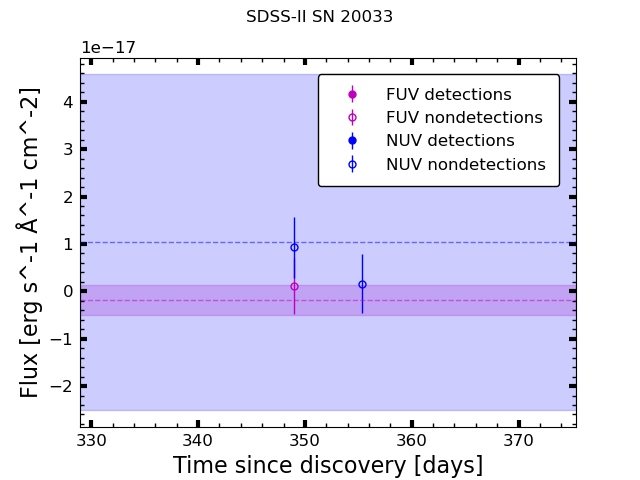 SDSS-II SN 20033
1e−17
4
3
2
1
0
−1
−2
Flux [erg s^-1 Å^-1 cm^-2]
FUV detections
FUV nondetections
NUV detections
NUV nondetections
330 340 350 360 370
Time since discovery [days]